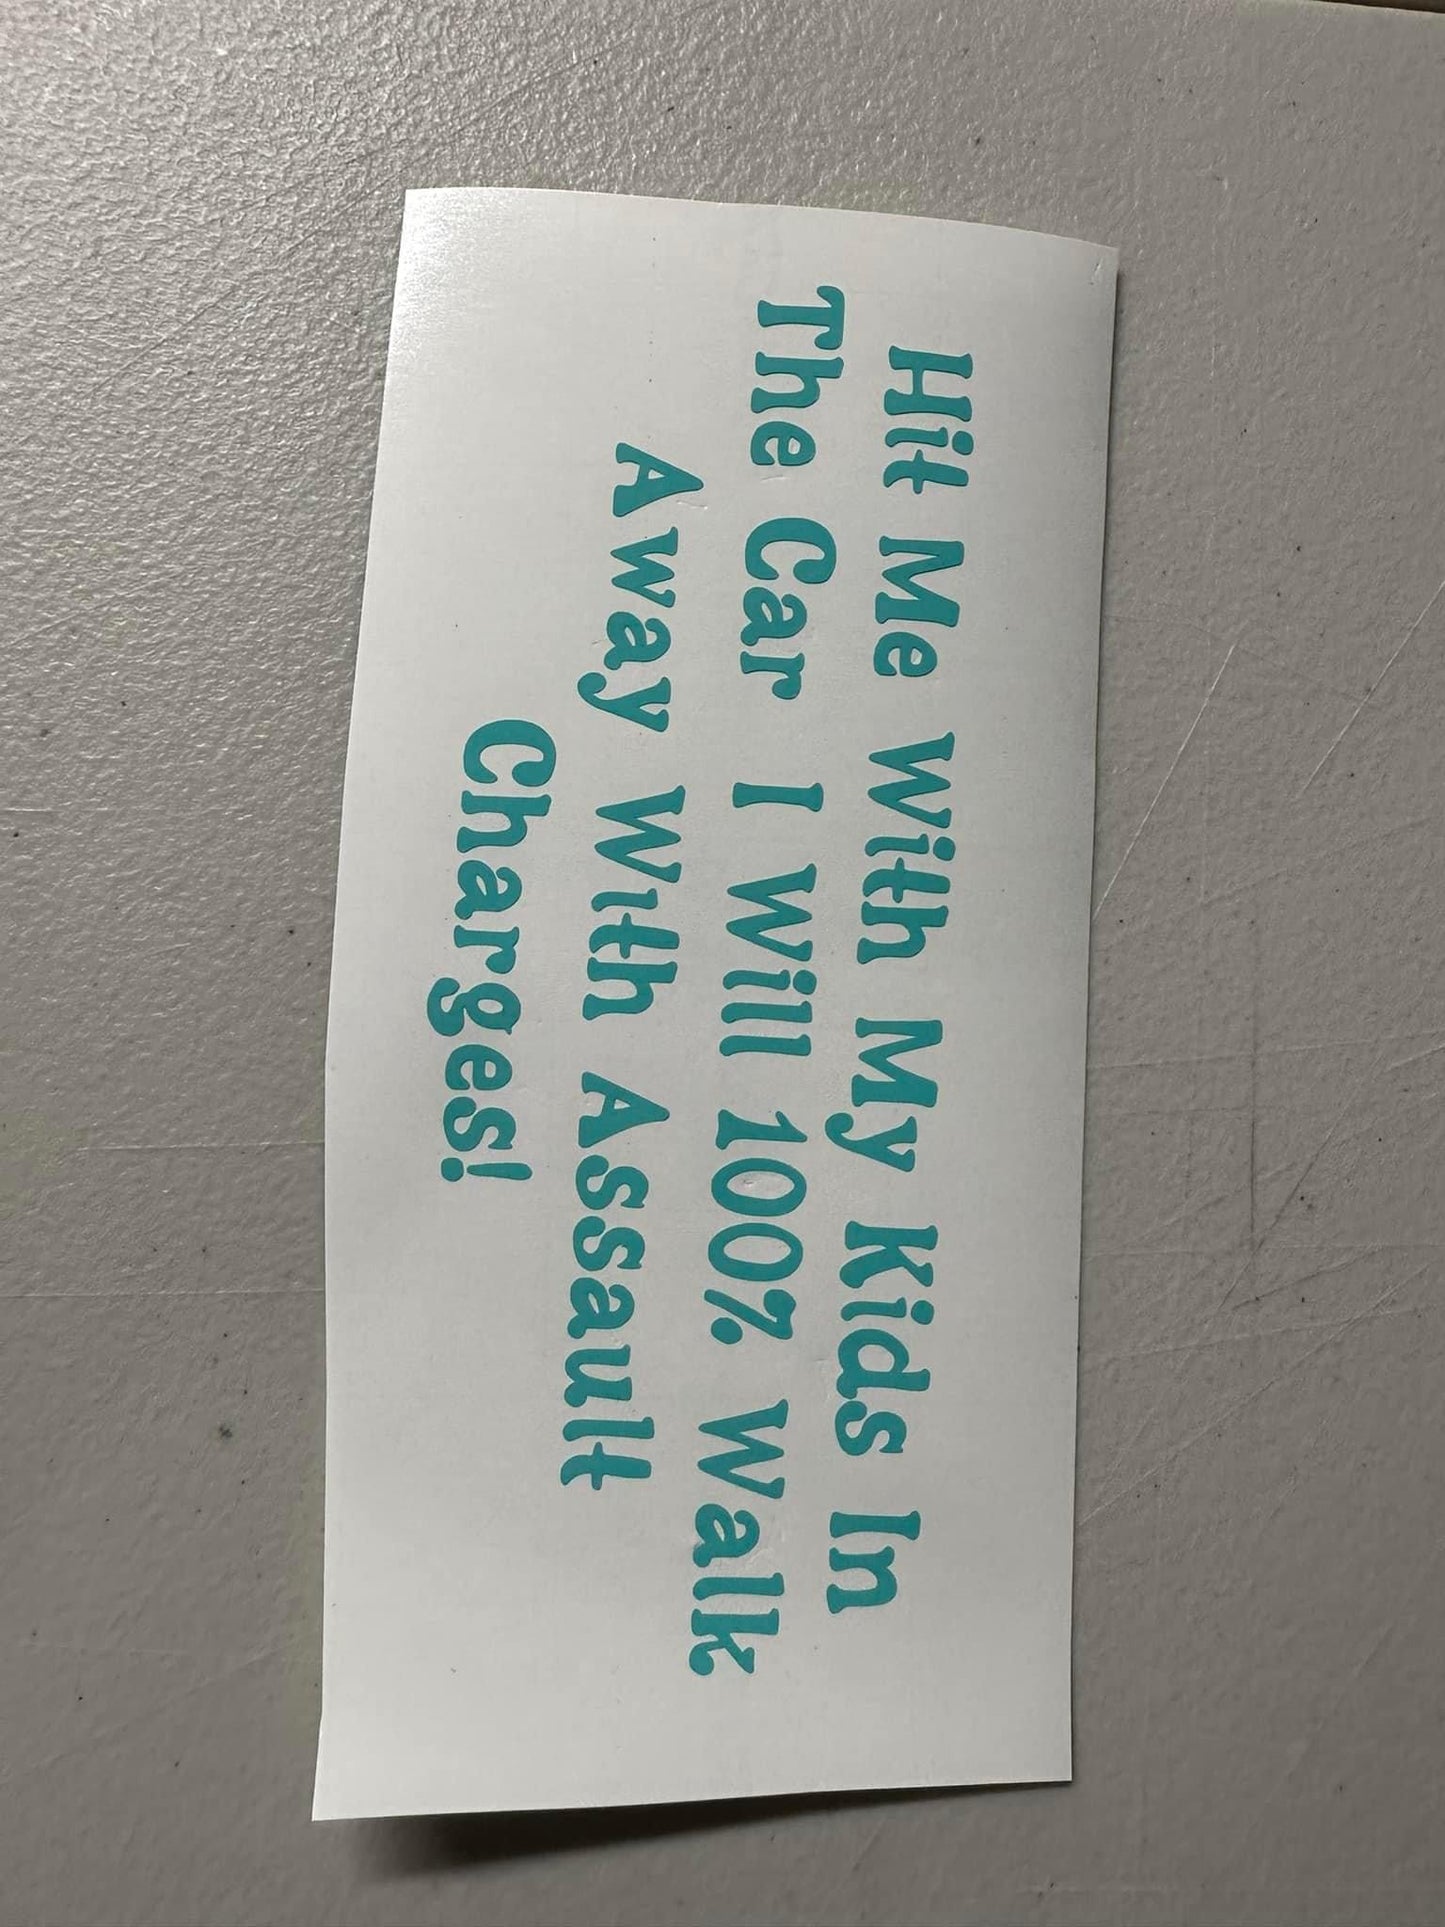 Hit Me With My Kids In
The Car I Will 100% Walk
Away With Assault
Charges!